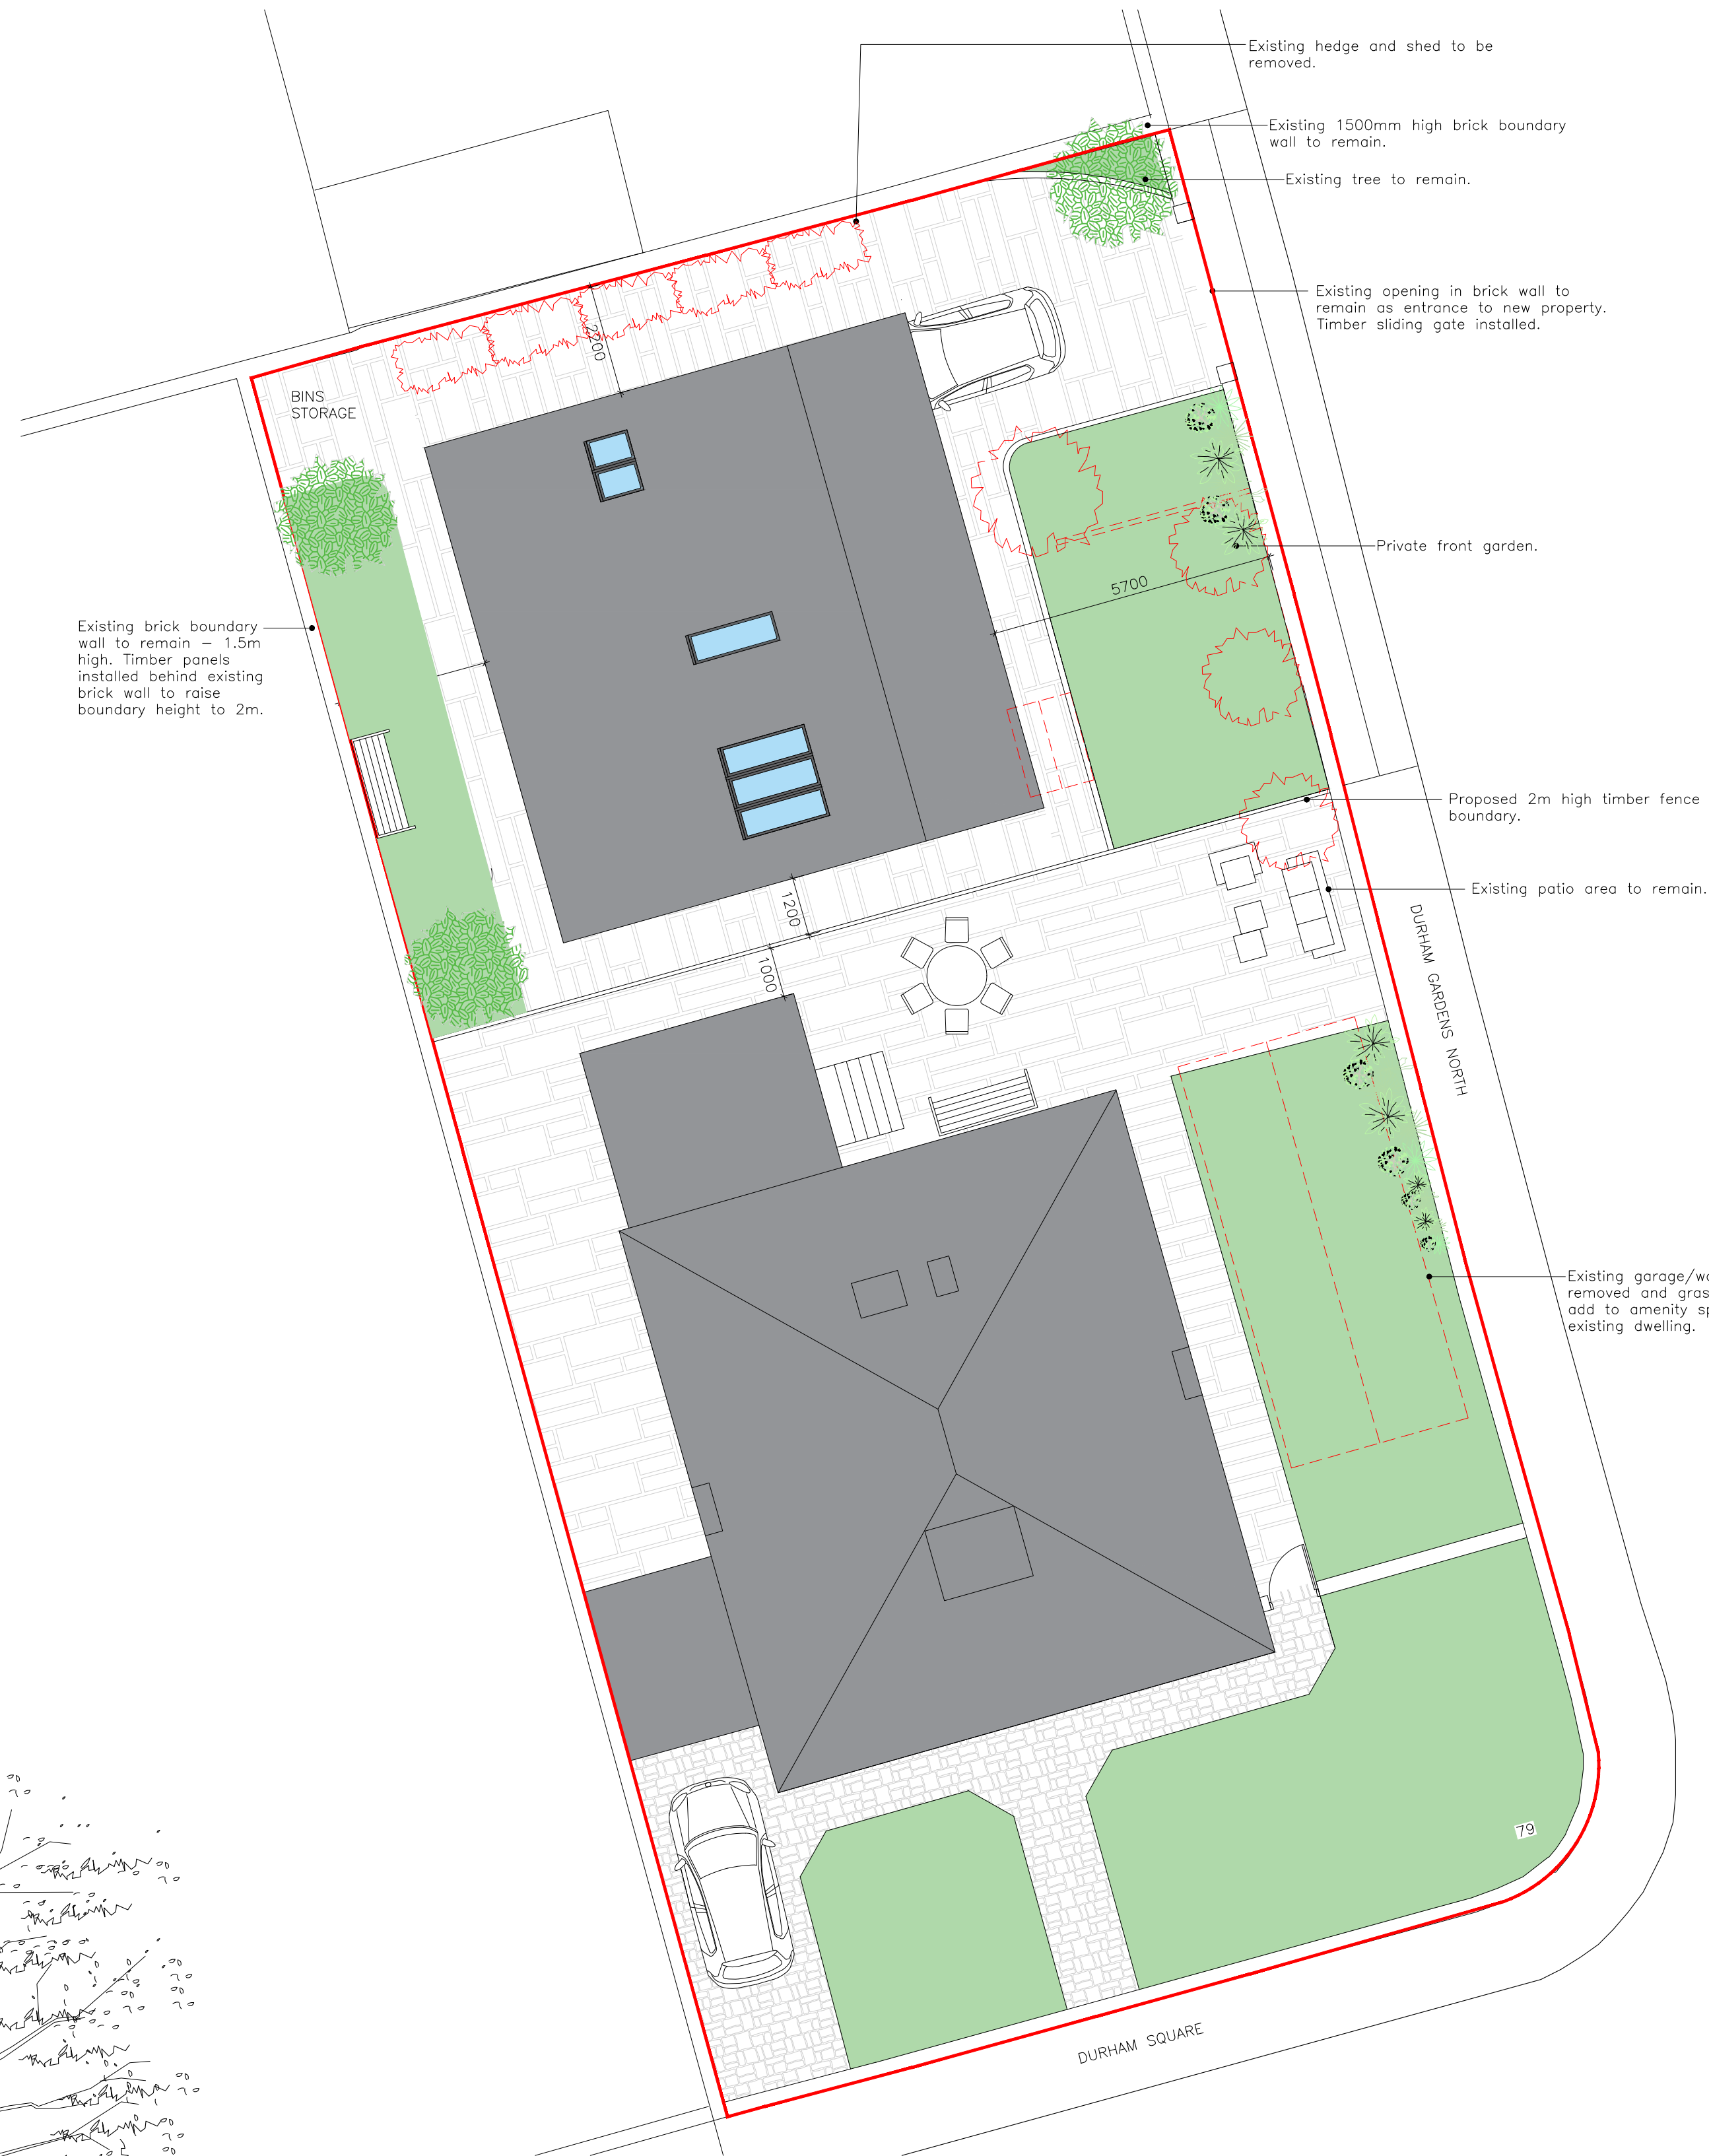 Existing hedge and shed to be
removed.
Existing 1500mm high brick boundary
wall to remain.
Existing tree to remain.
Existing opening in brick wall to
remain as entrance to new property.
Timber sliding gate installed.
2200
BINS
STORAGE
Private front garden.
5700
Existing brick boundary
wall to remain – 1.5m
high. Timber panels
installed behind existing
brick wall to raise
boundary height to 2m.
Proposed 2m high timber fence
boundary.
Existing patio area to remain.
1200
1000
DURHAM GARDENS NORTH
Existing
removed and
add to amenity
existing dwelling.
79
DURHAM SQUARE